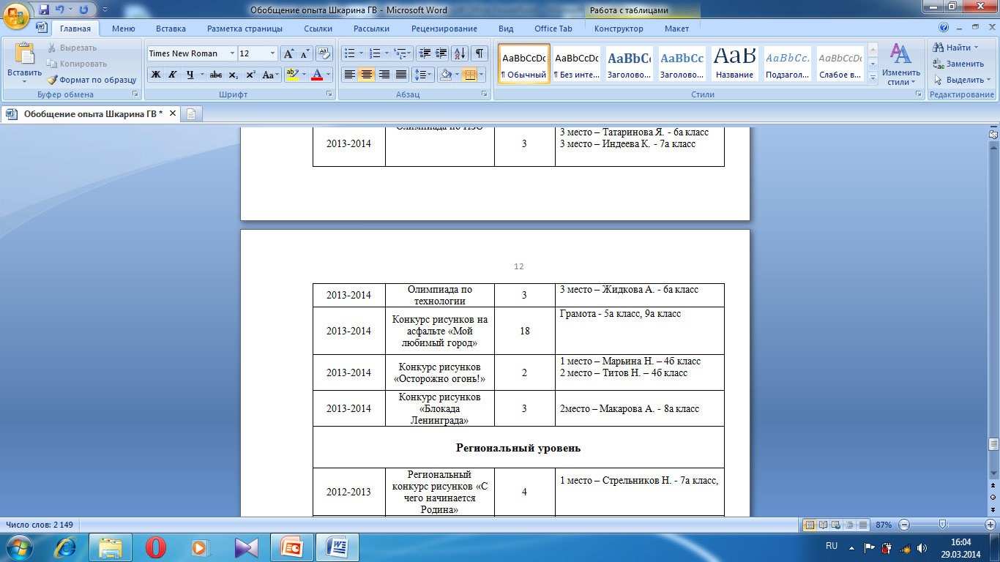 Обобщение опыта Шкарина ГВ - Microsoft Word
Работа с таблицами
Главная Меню Вставка Разметка страницы Ссылки Рассылки Рецензирование Вид Office Tab Конструктор Макет
Вставить
Вырезать
Копировать
Формат по образцу
Буфер обмена
Times New Roman 12
Ж К Ч abc x₂ x² Aa
Шрифт
Абзац
AaBbCcDc AaBbCcDc AaBbCc AaBbCc AaB AaBbCc. AaBbCcDc
¶ Обычный ¶ Без инте... Заголово... Заголово... Название Подзагол... Слабое в...
Изменить стили
Стили
Найти
Заменить
Выделить
Редактирование
Обобщение опыта Шкарина ГВ *
2013-2014
Олимпиада по ИЗО
3
3 место – Татаринова Я. - 6а класс
3 место – Индеева К. - 7а класс
12
2013-2014
Олимпиада по
технологии
3
3 место – Жидкова А. - 6а класс
2013-2014
Конкурс рисунков на
асфальте «Мой
любимый город»
18
Грамота - 5а класс, 9а класс
2013-2014
Конкурс рисунков
«Осторожно огонь!»
2
1 место – Марьина Н. – 4б класс
2 место – Титов Н. – 4б класс
2013-2014
Конкурс рисунков
«Блокада
Ленинграда»
3
2место – Макарова А. - 8а класс
Региональный уровень
2012-2013
Региональный
конкурс рисунков «С
чего начинается
Родина»
4
1 место – Стрельников Н. - 7а класс,
Число слов: 2 149
87%
RU
16:04
29.03.2014